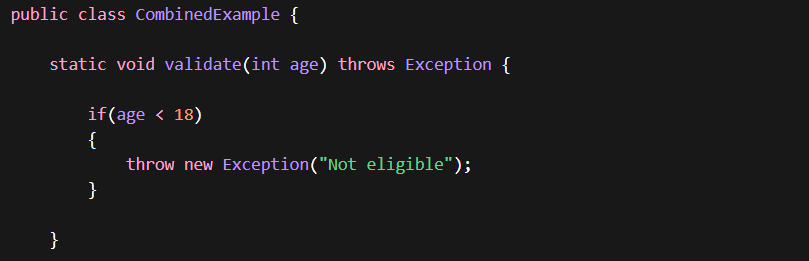 public class CombinedExample {
static void validate(int age) throws Exception {
if(age < 18)
{
throw new Exception("Not eligible");
}
}